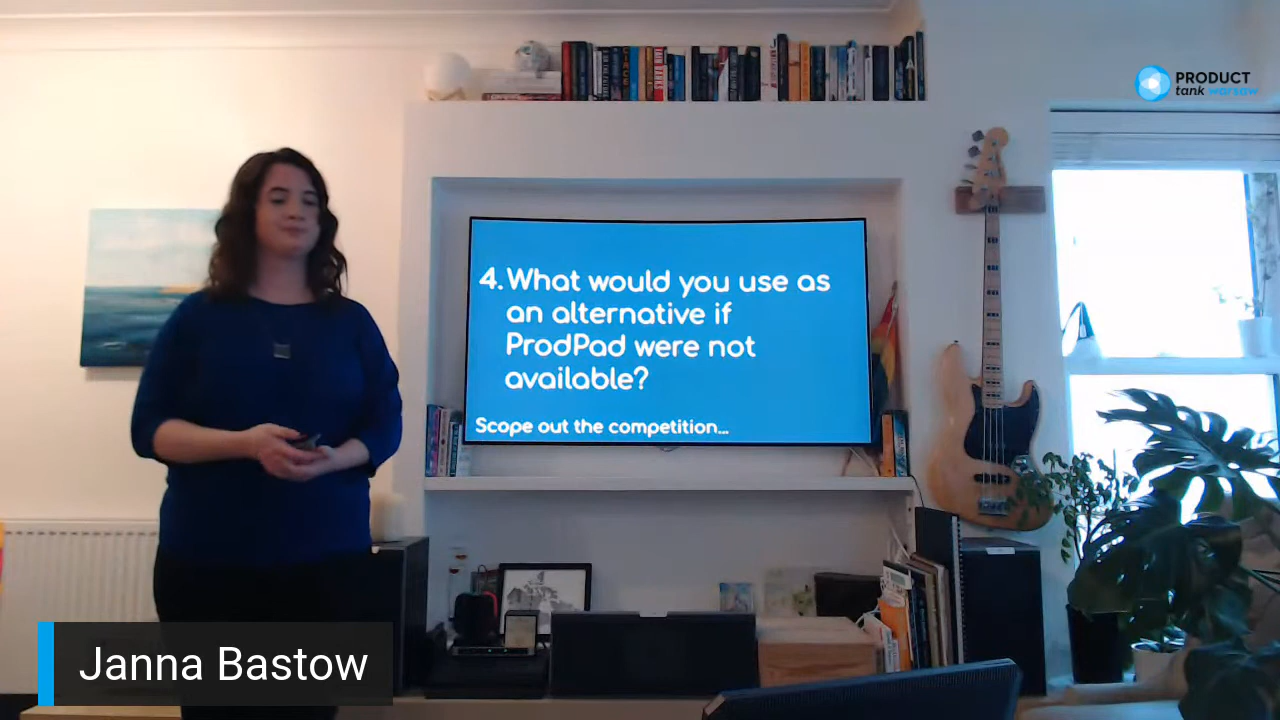 PRODUCT
tank warsaw
4. What would you use as
an alternative if
ProdPad were not
available?
Scope out the competition...
Janna Bastow